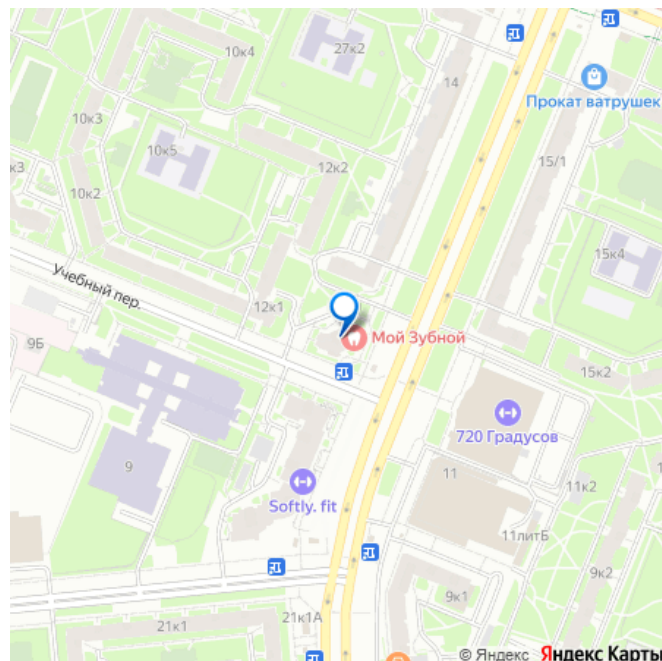 27к2
10к4
14
Прокат ватрушек
10к3
10к5
12к2
15/1
к3
10к2
15к4
Учебный пер.
12к1
9Б
Мой Зубной
15к2
720 Градусов
9
11
11к2
Softly. fit
11литБ
9к2
9к1
21к1А
21к1
© Яндекс Яндекс Карты